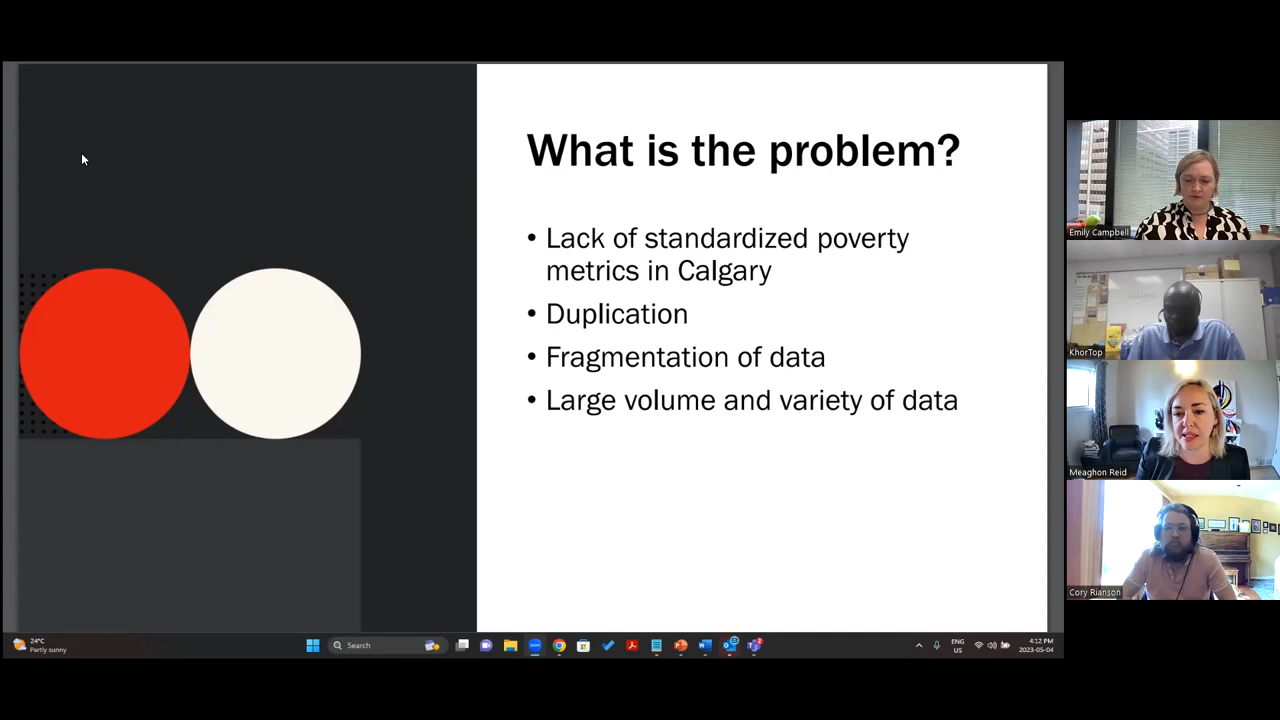 What is the problem?
• Lack of standardized poverty
metrics in Calgary
• Duplication
• Fragmentation of data
• Large volume and variety of data
Emily Campbell
KhorTop
Meaghon Reid
Cory Rianson
24°C
Partly sunny
Search
ENG
US
4:12 PM
2023-05-04